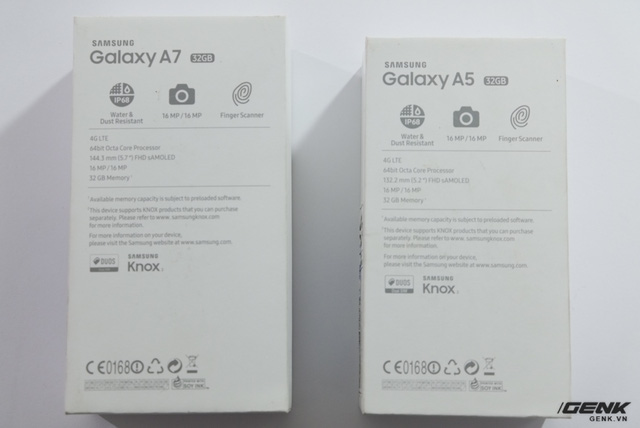 SAMSUNG
Galaxy A7 32GB
IP68
Water &
Dust Resistant
16 MP / 16 MP
Finger Scanner
4G LTE
64bit Octa Core Processor
144.3 mm (5.7") FHD sAMOLED
16 MP / 16 MP
32 GB Memory*
*Available memory capacity is subject to preloaded software.
*This device supports KNOX products that you can purchase
separately. Please refer to www. samsungknox.com
for more information.
For more information on your device,
please visit the Samsung website at www.samsung.com.
DUOS
SAMSUNG
Knox
CE0168
SAMSUNG
Galaxy A5 32GB
IP68
Water &
Dust Resistant
16 MP / 16 MP
Finger Scanner
4G LTE
64bit Octa Core Processor
132.2 mm (5.2") FHD sAMOLED
16 MP / 16 MP
32 GB Memory*
*Available memory capacity is subject to preloaded software.
*This device supports KNOX products that you can purchase
separately. Please refer to www. samsungknox.com
for more information.
For more information on your device,
please visit the Samsung website at www.samsung.com.
DUOS
SAMSUNG
Knox
CE0168
GENK
GENK.VN